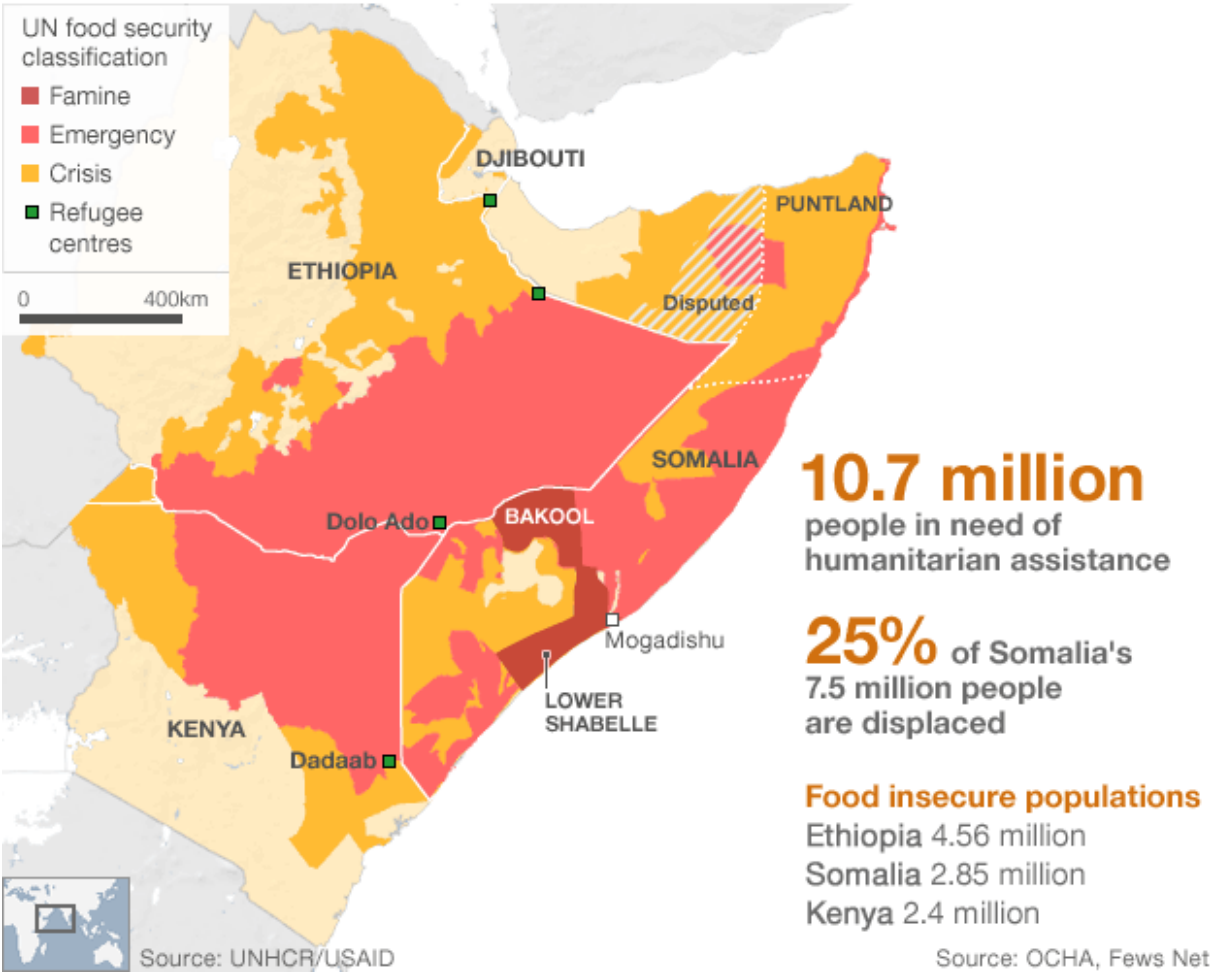 UN food security
classification
Famine
Emergency
Crisis
Refugee
centres
0 400km
DJIBOUTI
PUNTLAND
ETHIOPIA
Disputed
SOMALIA
Dolo Ado
BAKOOL
Mogadishu
LOWER
SHABELLE
KENYA
Dadaab
10.7 million
people in need of
humanitarian assistance
25% of Somalia's
7.5 million people
are displaced
Food insecure populations
Ethiopia 4.56 million
Somalia 2.85 million
Kenya 2.4 million
Source: UNHCR/USAID
Source: OCHA, Fews Net